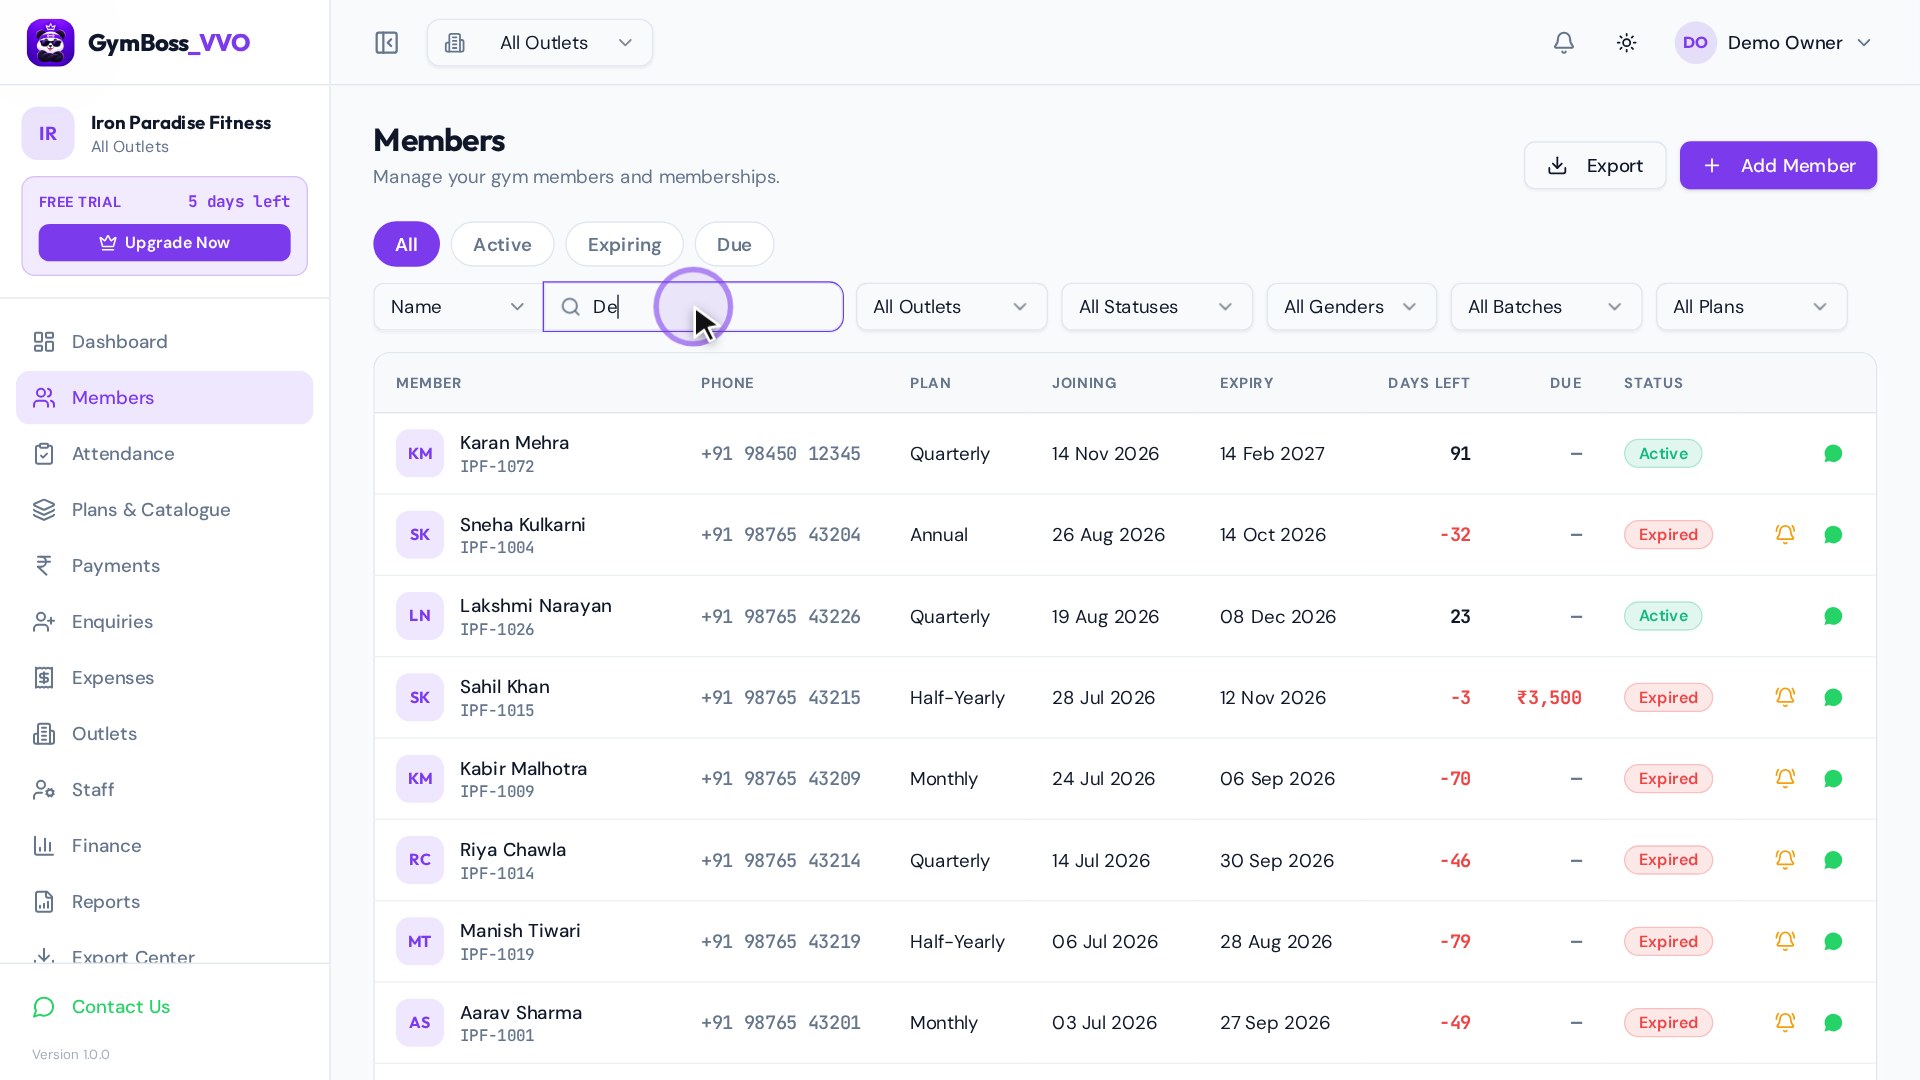 GymBoss_VVO
All Outlets
DO Demo Owner
IR Iron Paradise Fitness
All Outlets
FREE TRIAL 5 days left
Upgrade Now
Dashboard
Members
Attendance
Plans & Catalogue
Payments
Enquiries
Expenses
Outlets
Staff
Finance
Reports
Export Center
Contact Us
Version 1.0.0
Members
Manage your gym members and memberships.
Export
Add Member
All Active Expiring Due
Name De All Outlets All Statuses All Genders All Batches All Plans
MEMBER PHONE PLAN JOINING EXPIRY DAYS LEFT DUE STATUS
KM Karan Mehra +91 98450 12345 Quarterly 14 Nov 2026 14 Feb 2027 91 – Active
IPF-1072
SK Sneha Kulkarni +91 98765 43204 Annual 26 Aug 2026 14 Oct 2026 -32 – Expired
IPF-1004
LN Lakshmi Narayan +91 98765 43226 Quarterly 19 Aug 2026 08 Dec 2026 23 – Active
IPF-1026
SK Sahil Khan +91 98765 43215 Half-Yearly 28 Jul 2026 12 Nov 2026 -3 ₹3,500 Expired
IPF-1015
KM Kabir Malhotra +91 98765 43209 Monthly 24 Jul 2026 06 Sep 2026 -70 – Expired
IPF-1009
RC Riya Chawla +91 98765 43214 Quarterly 14 Jul 2026 30 Sep 2026 -46 – Expired
IPF-1014
MT Manish Tiwari +91 98765 43219 Half-Yearly 06 Jul 2026 28 Aug 2026 -79 – Expired
IPF-1019
AS Aarav Sharma +91 98765 43201 Monthly 03 Jul 2026 27 Sep 2026 -49 – Expired
IPF-1001